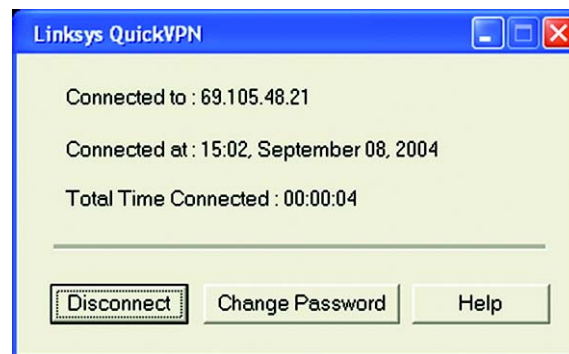 Linksys QuickVPN
Connected to : 69.105.48.21
Connected at : 15:02, September 08, 2004
Total Time Connected : 00:00:04
Disconnect Change Password Help